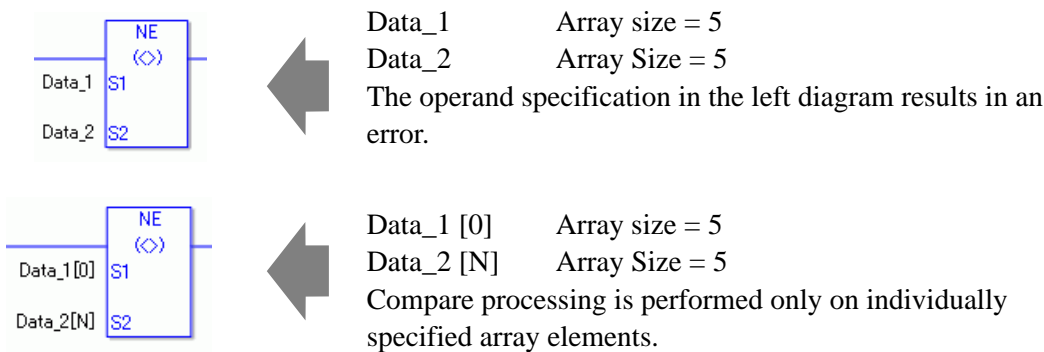 NE
(<>)
Data_1 S1
Data_2 S2
Data_1 Array size = 5
Data_2 Array Size = 5
The operand specification in the left diagram results in an
error.
NE
(<>)
Data_1[0] S1
Data_2[N] S2
Data_1 [0] Array size = 5
Data_2 [N] Array Size = 5
Compare processing is performed only on individually
specified array elements.